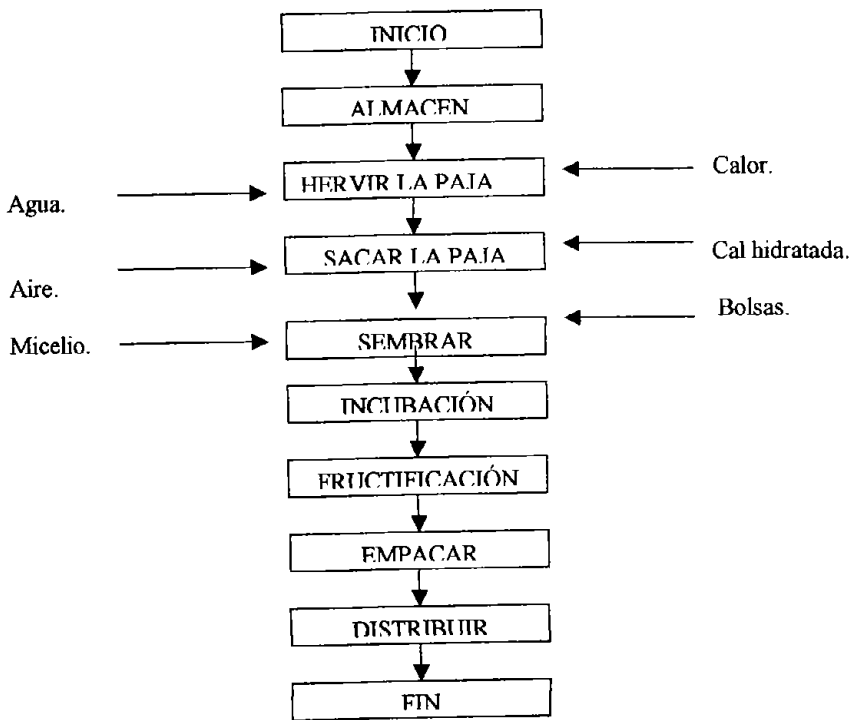 INICIO
ALMACEN
HERVIR LA PAJA
Calor.
Agua.
SACAR LA PAJA
Cal hidratada.
Aire.
Bolsas.
Micelio.
SEMBRAR
INCUBACIÓN
FRUCTIFICACIÓN
EMPACAR
DISTRIBUIR
FIN